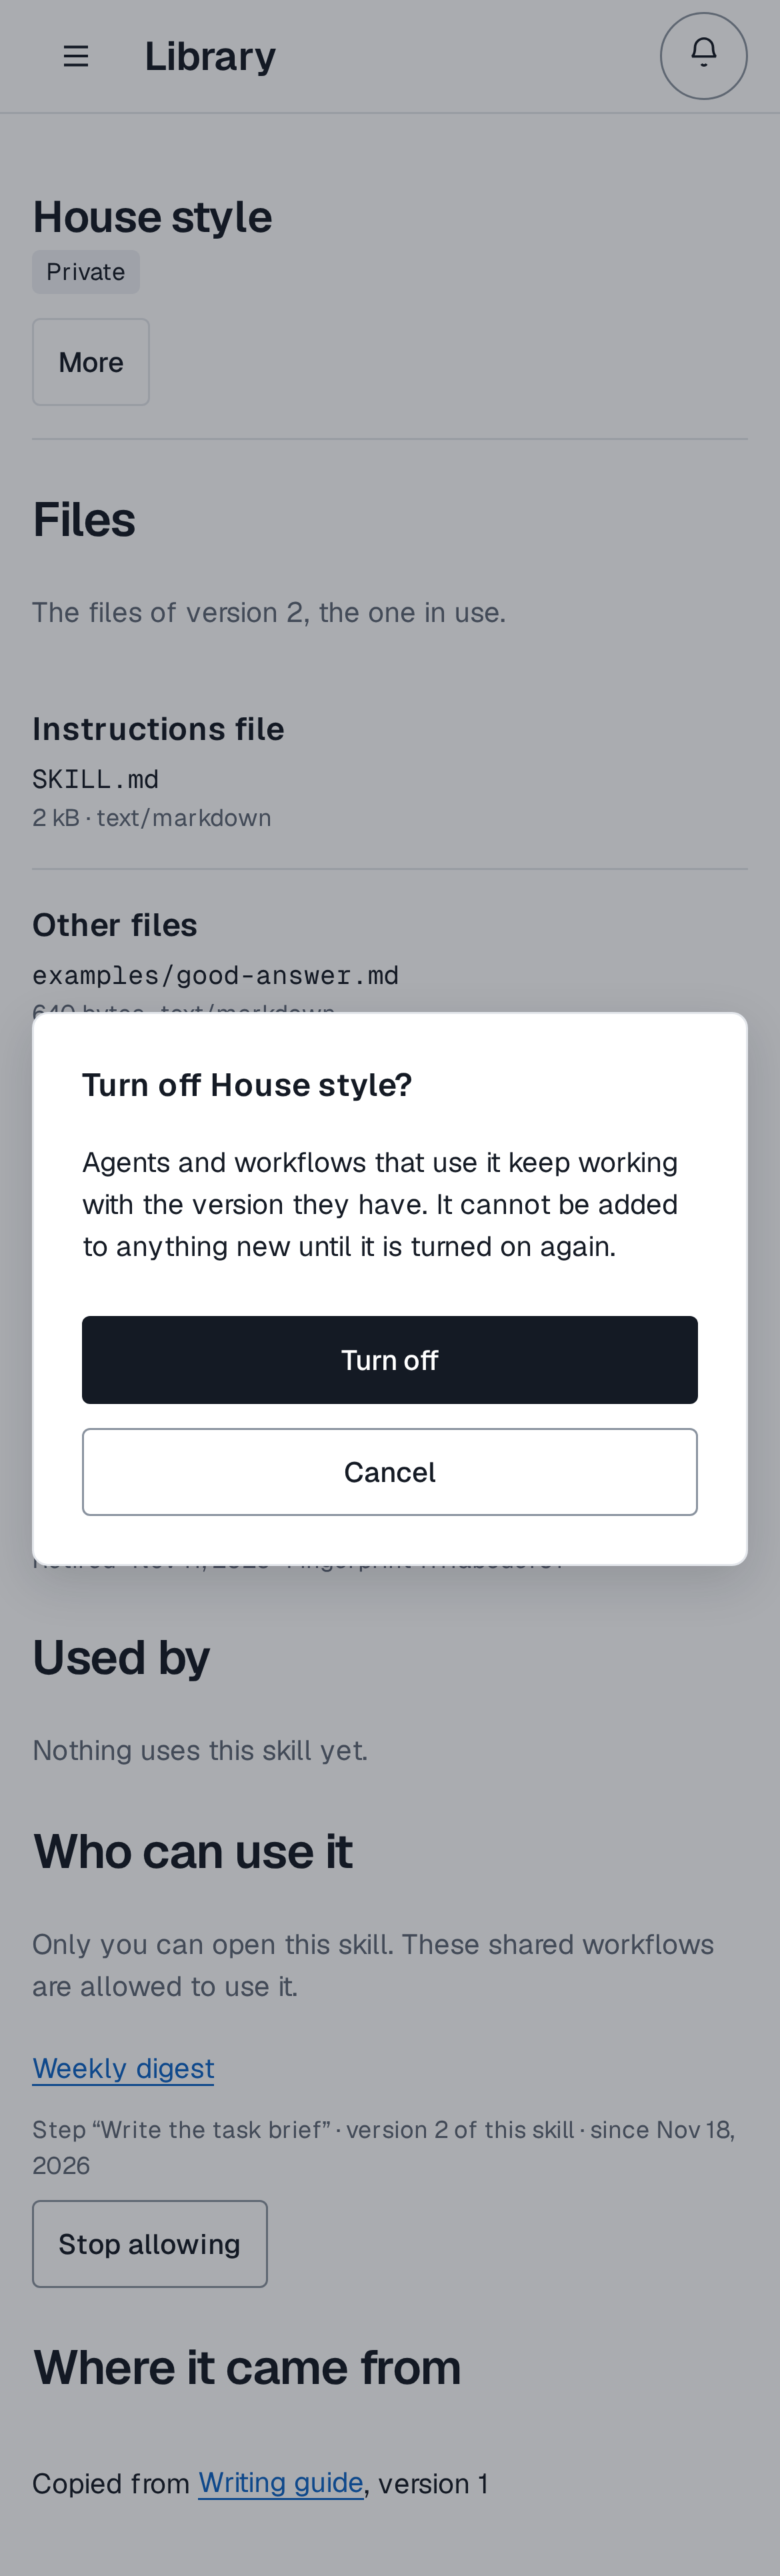 Library
House style
Private
More
Files
The files of version 2, the one in use.
Instructions file
SKILL.md
2 kB · text/markdown
Other files
examples/good-answer.md
640 bytes · text/markdown
Turn off House style?
Agents and workflows that use it keep working
with the version they have. It cannot be added
to anything new until it is turned on again.
Turn off
Cancel
Used by
Nothing uses this skill yet.
Who can use it
Only you can open this skill. These shared workflows
are allowed to use it.
Weekly digest
Step “Write the task brief” · version 2 of this skill · since Nov 18,
2026
Stop allowing
Where it came from
Copied from Writing guide, version 1